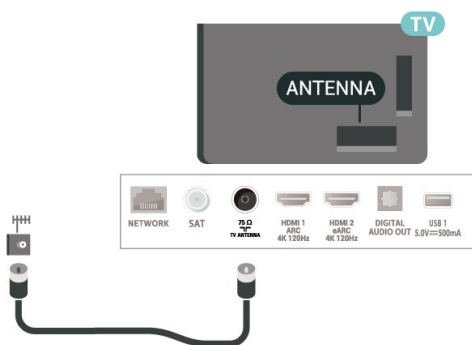 TV
ANTENNA
NETWORK
SAT
75 Ω
TV ANTENNA
HDMI 1
ARC
4K 120Hz
HDMI 2
eARC
4K 120Hz
DIGITAL
AUDIO OUT
USB 1
5.0V⎓500mA